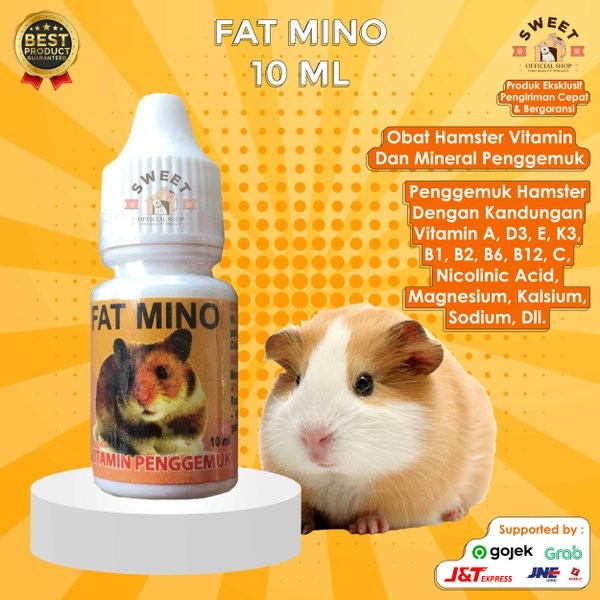 FAT MINO
10 ML
BEST
PRODUCT
GUARANTEED
SWEET
OFFICIAL SHOP
Produk Eksklusif
Pengiriman Cepat
& Bergaransi
Obat Hamster Vitamin
Dan Mineral Penggemuk
Penggemuk Hamster
Dengan Kandungan
Vitamin A, D3, E, K3,
B1, B2, B6, B12, C,
Nicolinic Acid,
Magnesium, Kalsium,
Sodium, Dll.
SWEET
OFFICIAL SHOP
FAT MINO
10 ml
VITAMIN PENGGEMUK
Supported by :
gojek
Grab
J&T EXPRESS
JNE